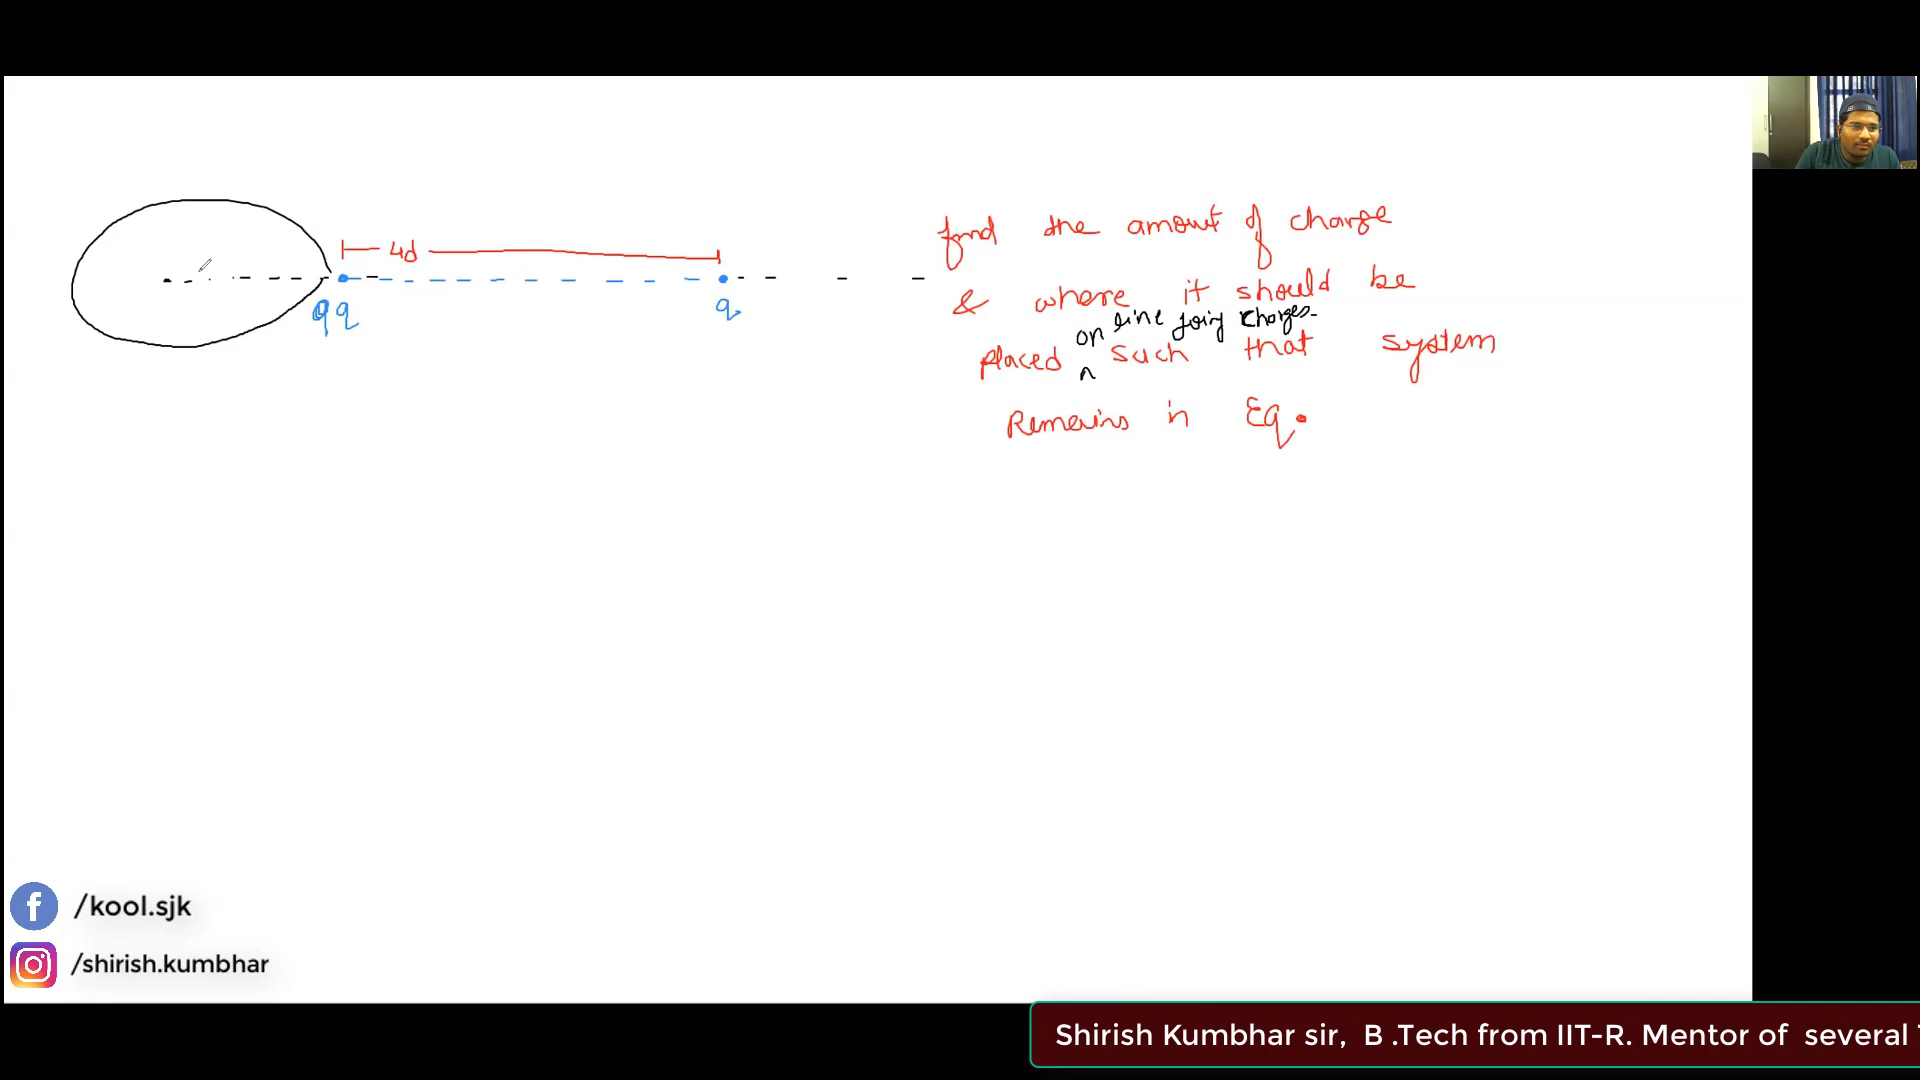 find the amount of charge
& where it should be
on line joing charges.
placed ^ such that system
Remains in Eq.
4d
qq
q
/kool.sjk
/shirish.kumbhar
Shirish Kumbhar sir, B .Tech from IIT-R. Mentor of several